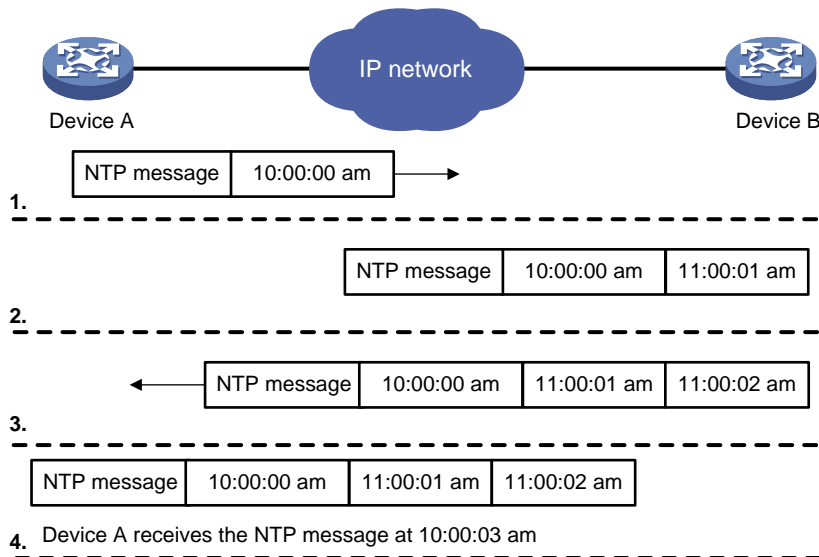 IP network
Device A
Device B
NTP message 10:00:00 am
1.
NTP message 10:00:00 am 11:00:01 am
2.
NTP message 10:00:00 am 11:00:01 am 11:00:02 am
3.
NTP message 10:00:00 am 11:00:01 am 11:00:02 am
4. Device A receives the NTP message at 10:00:03 am